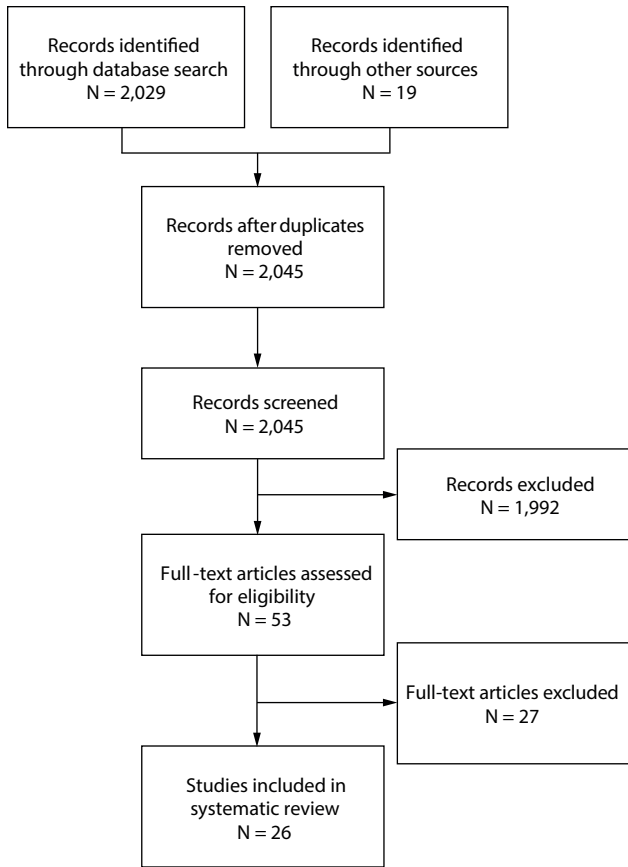 Records identified
through database search
N = 2,029
Records identified
through other sources
N = 19
Records after duplicates
removed
N = 2,045
Records screened
N = 2,045
Records excluded
N = 1,992
Full-text articles assessed
for eligibility
N = 53
Full-text articles excluded
N = 27
Studies included in
systematic review
N = 26